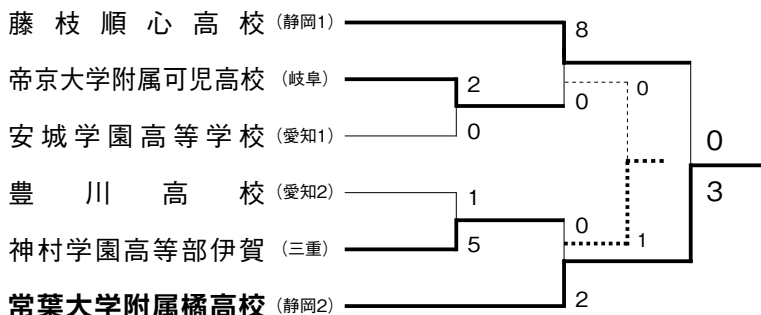 藤枝順心高校 (静岡1)
8
帝京大学附属可児高校 (岐阜)
2
0
0
安城学園高等学校 (愛知1)
0
0
3
豊川高校 (愛知2)
1
0
神村学園高等部伊賀 (三重)
5
1
常葉大学附属橘高校 (静岡2)
2